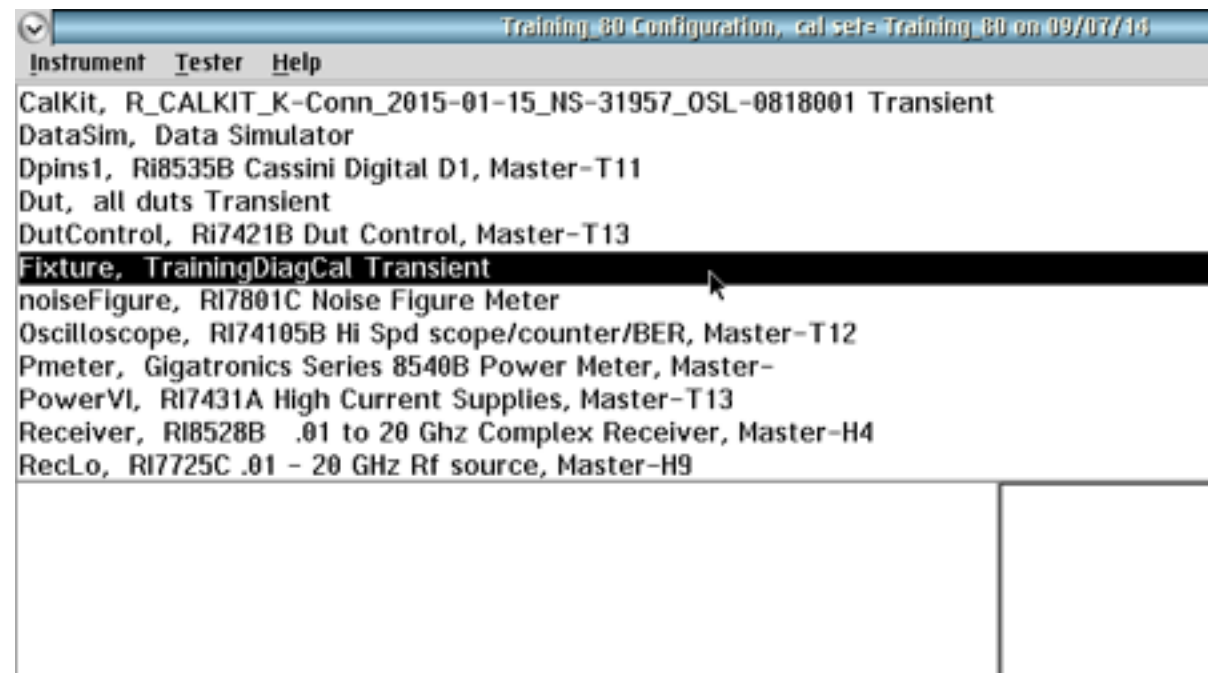 Training_80 Configuration, cal set= Training_80 on 09/07/14
Instrument Tester Help
CalKit, R_CALKIT_K-Conn_2015-01-15_NS-31957_OSL-0818001 Transient
DataSim, Data Simulator
Dpins1, Ri8535B Cassini Digital D1, Master-T11
Dut, all duts Transient
DutControl, Ri7421B Dut Control, Master-T13
Fixture, TrainingDiagCal Transient
noiseFigure, RI7801C Noise Figure Meter
Oscilloscope, RI74105B Hi Spd scope/counter/BER, Master-T12
Pmeter, Gigatronics Series 8540B Power Meter, Master-
PowerVI, RI7431A High Current Supplies, Master-T13
Receiver, RI8528B .01 to 20 Ghz Complex Receiver, Master-H4
RecLo, RI7725C .01 - 20 GHz Rf source, Master-H9